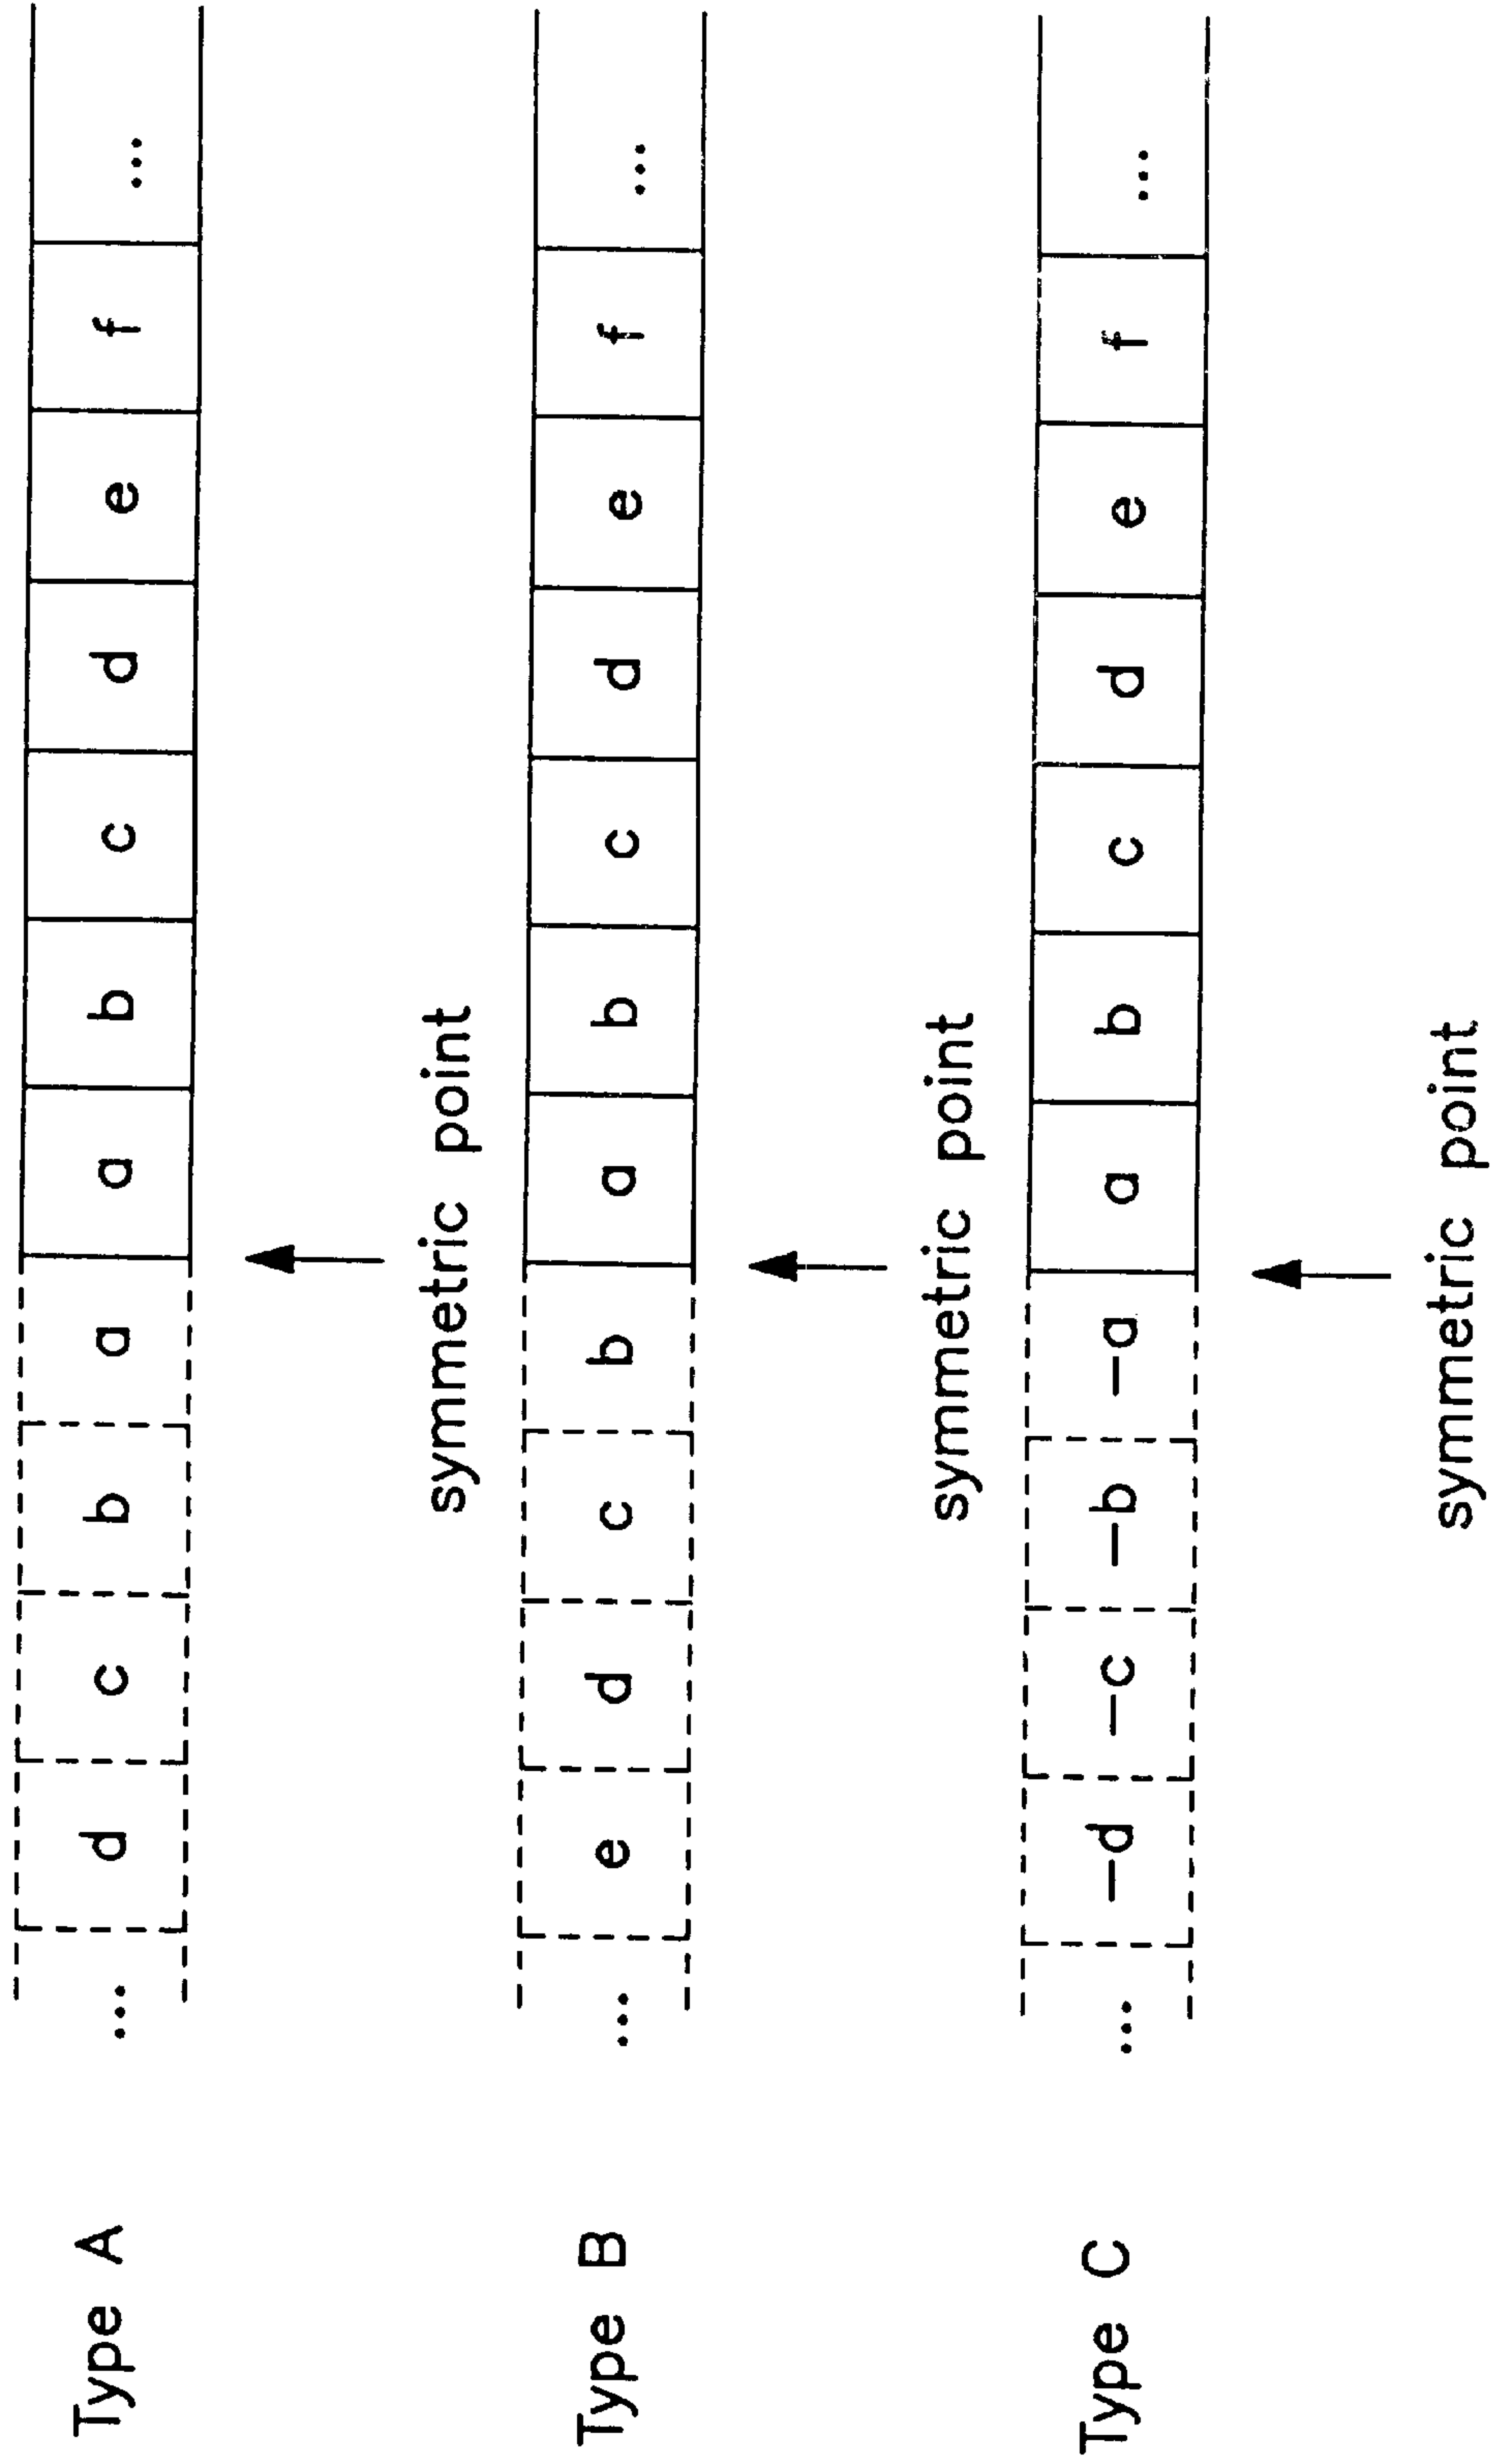 Type A ... d c b a a b c d e f ...
symmetric point
Type B ... e d c b a b c d e f ...
symmetric point
Type C ... –d –c –b –a a b c d e f ...
symmetric point